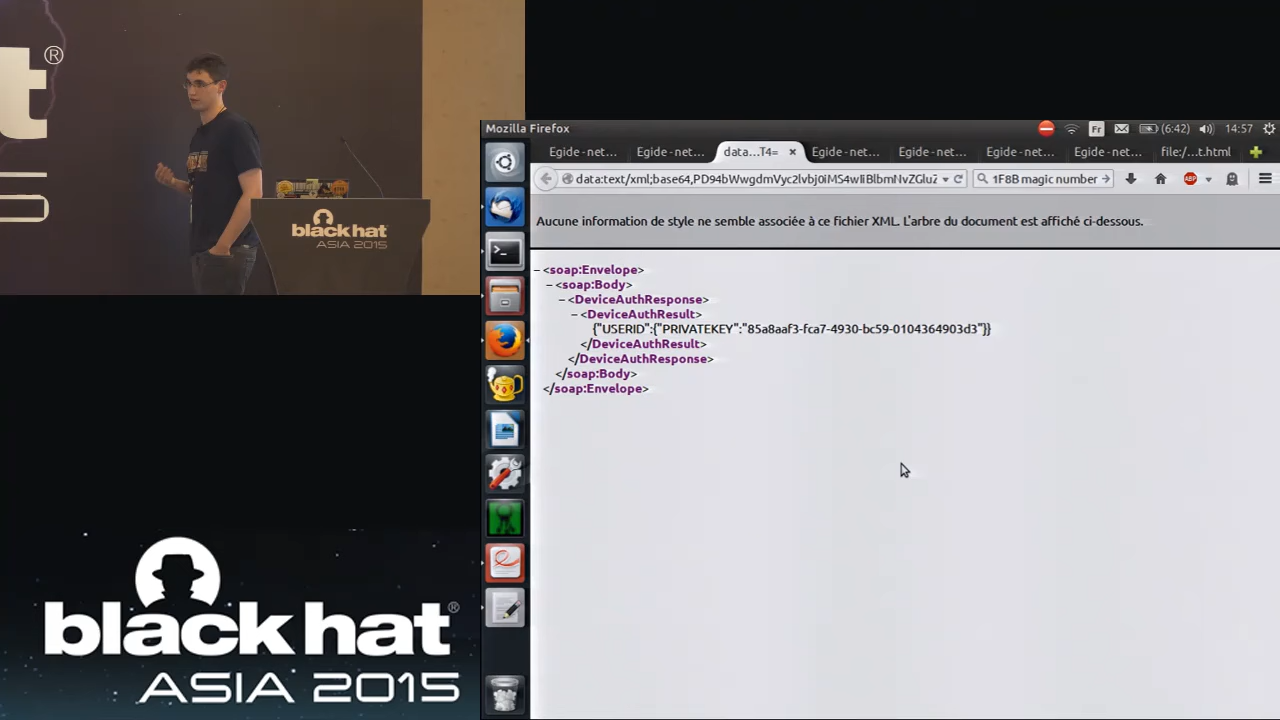 t®
black hat
ASIA 2015
Mozilla Firefox
Fr
(6:42)
14:57
Egide - net...
Egide - net...
data...T4=
Egide - net...
Egide - net...
Egide - net...
Egide - net...
file:/...t.html
data:text/xml;base64,PD94bWwgdmVyc2lvbj0iMS4wIiBlbmNvZGluZ
1F8B magic number
ABP
Aucune information de style ne semble associée à ce fichier XML. L'arbre du document est affiché ci-dessous.
– <soap:Envelope>
– <soap:Body>
– <DeviceAuthResponse>
– <DeviceAuthResult>
{"USERID":{"PRIVATEKEY":"85a8aaf3-fca7-4930-bc59-0104364903d3"}}
</DeviceAuthResult>
</DeviceAuthResponse>
</soap:Body>
</soap:Envelope>
black hat®
ASIA 2015